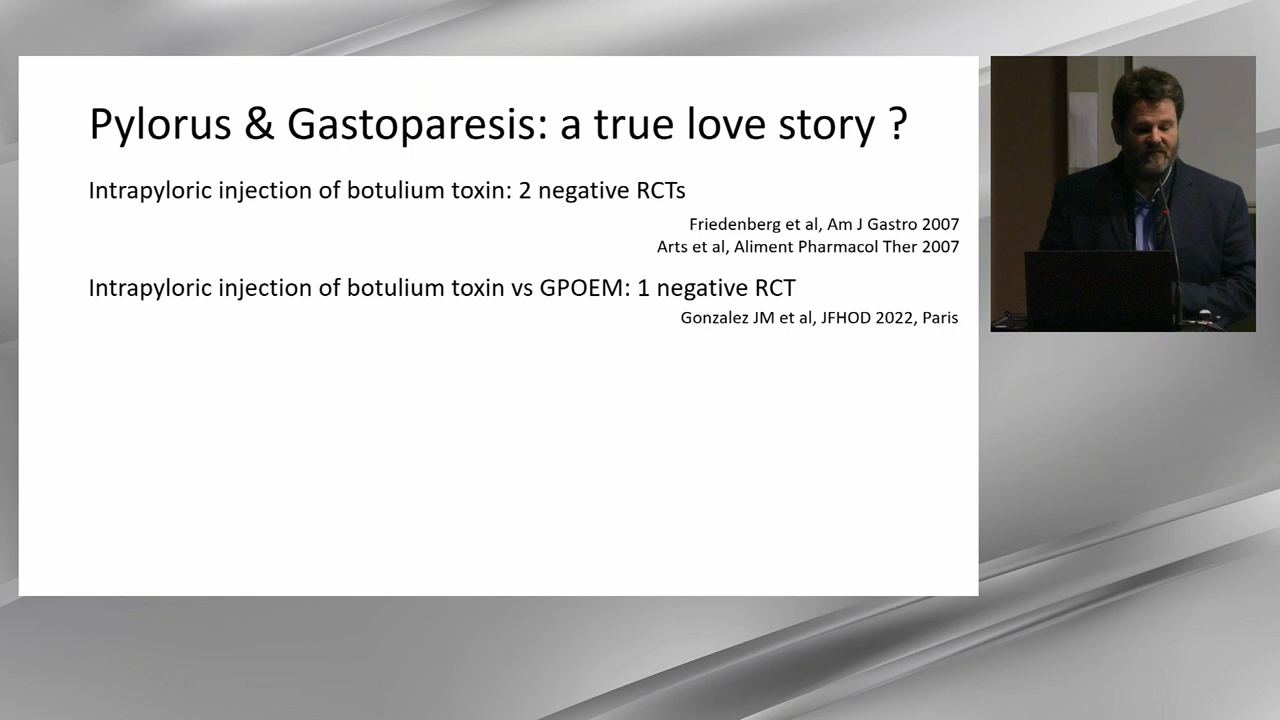 Pylorus & Gastoparesis: a true love story ?
Intrapyloric injection of botulium toxin: 2 negative RCTs
Friedenberg et al, Am J Gastro 2007
Arts et al, Aliment Pharmacol Ther 2007
Intrapyloric injection of botulium toxin vs GPOEM: 1 negative RCT
Gonzalez JM et al, JFHOD 2022, Paris